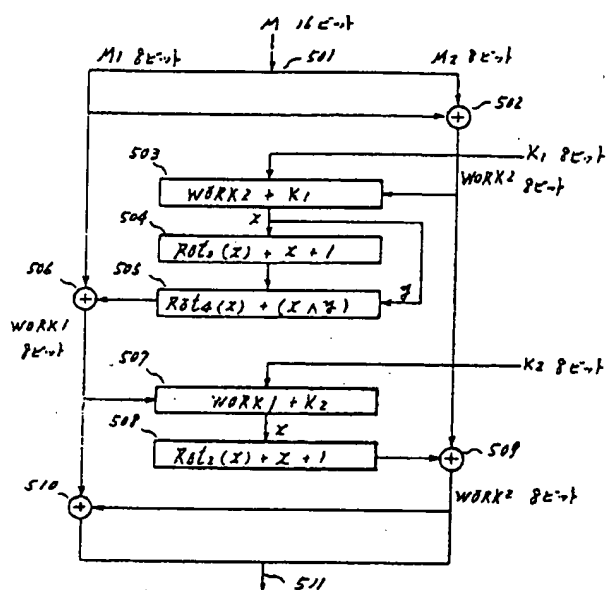 M 16ビット
M1 8ビット
501
M2 8ビット
502
503
K1 8ビット
WORK2 + K1
WORK2
8ビット
504
x
Rot₁(x) + x + 1
505
506
Rot₄(x) + (x ∧ y)
y
WORK1
8ビット
507
K2 8ビット
WORK1 + K2
508
x
Rot₂(x) + x + 1
509
510
WORK2 8ビット
511